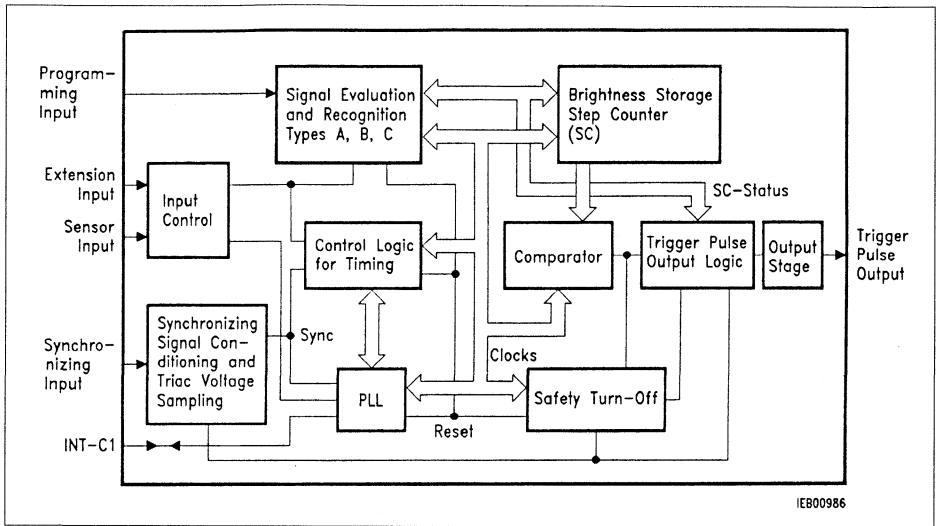 Program-
ming
Input
Signal Evaluation
and Recognition
Types A, B, C
Brightness Storage
Step Counter
(SC)
Extension
Input
Sensor
Input
Input
Control
SC-Status
Control Logic
for Timing
Comparator
Trigger Pulse
Output Logic
Output
Stage
Trigger
Pulse
Output
Synchro-
nizing
Input
Synchronizing
Signal Con-
ditioning and
Triac Voltage
Sampling
Sync
Clocks
PLL
Safety Turn-Off
Reset
INT-C1
IEB00986